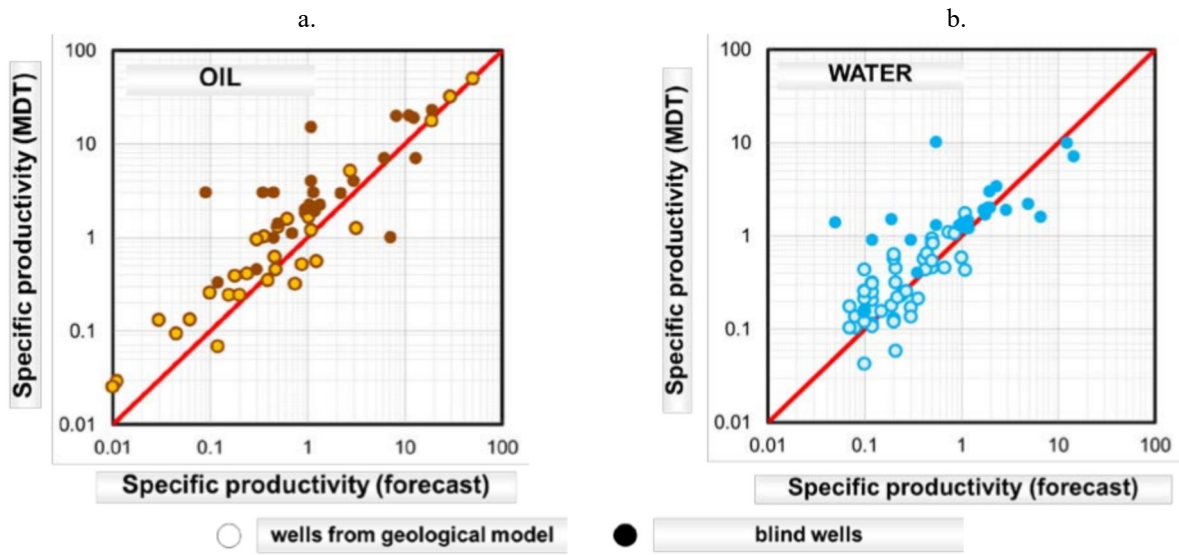 a.
b.
OIL
Specific productivity (MDT)
100
10
1
0.1
0.01
0.01 0.1 1 10 100
Specific productivity (forecast)
WATER
Specific productivity (MDT)
100
10
1
0.1
0.01
0.01 0.1 1 10 100
Specific productivity (forecast)
wells from geological model
blind wells